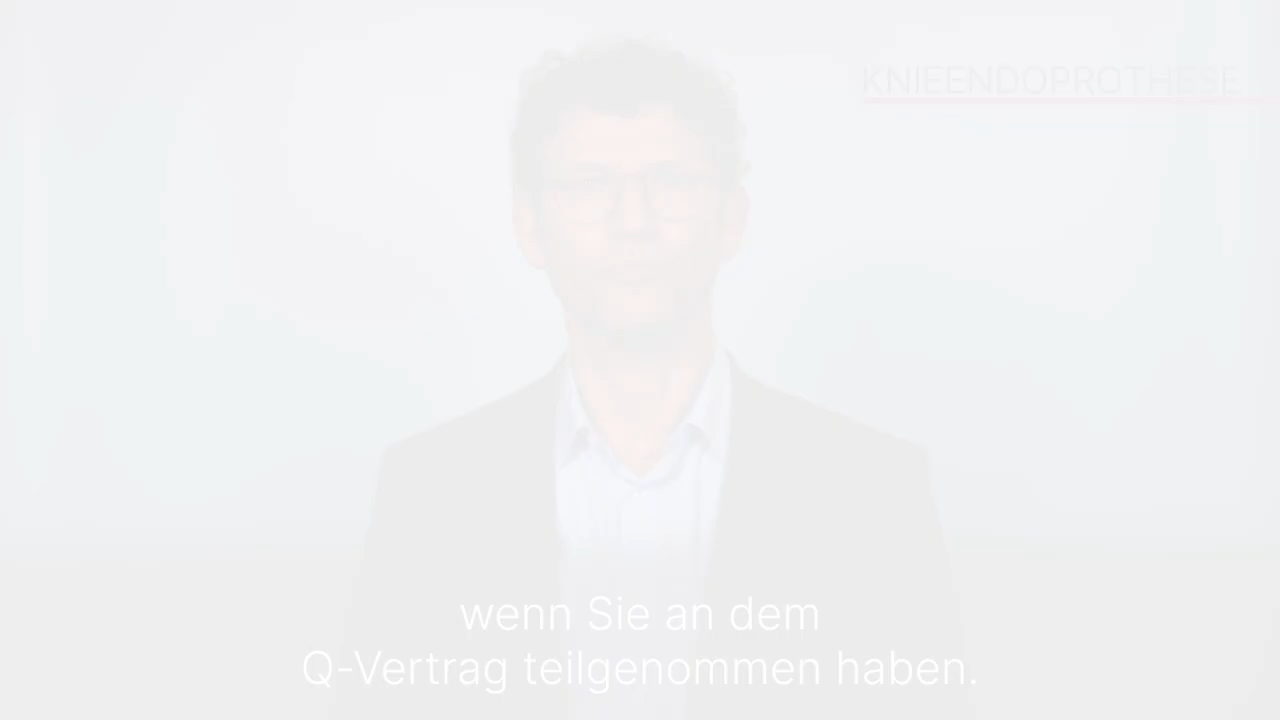 KNIEENDOPROTHESE
wenn Sie an dem
Q-Vertrag teilgenommen haben.